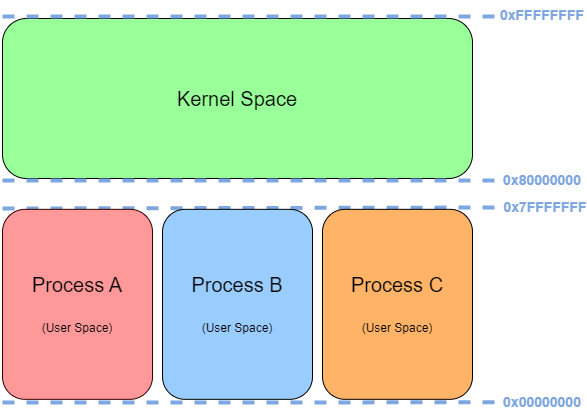 0xFFFFFFFF
Kernel Space
0x80000000
0x7FFFFFFF
Process A
Process B
Process C
(User Space)
(User Space)
(User Space)
0x00000000